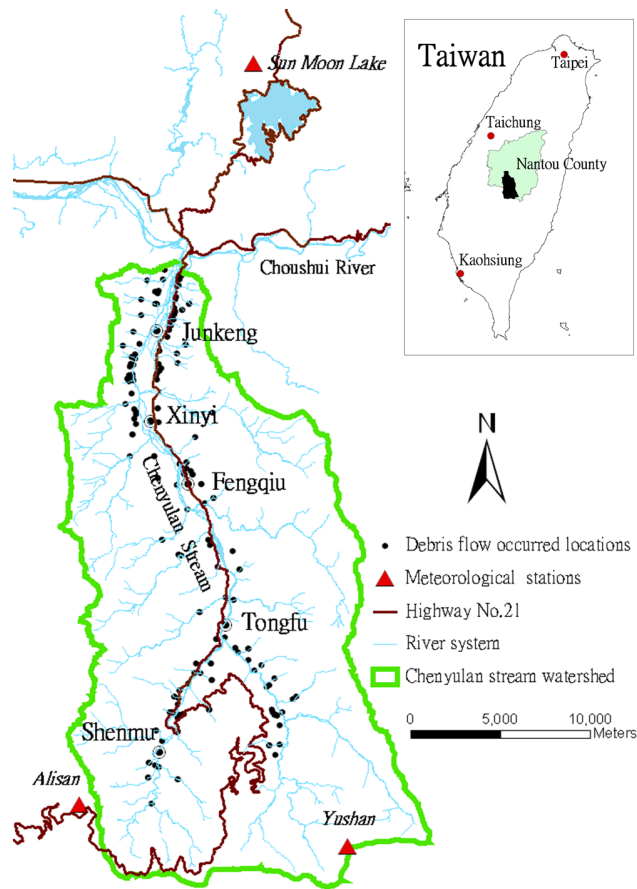 Sun Moon Lake
Choushui River
Junkeng
Xinyi
Fengqiu
Chenyulan Stream
Tongfu
Shenmu
Alisan
Yushan
Taiwan
Taipei
Taichung
Nantou County
Kaohsiung
N
Debris flow occurred locations
Meteorological stations
Highway No.21
River system
Chenyulan stream watershed
0 5,000 10,000
Meters